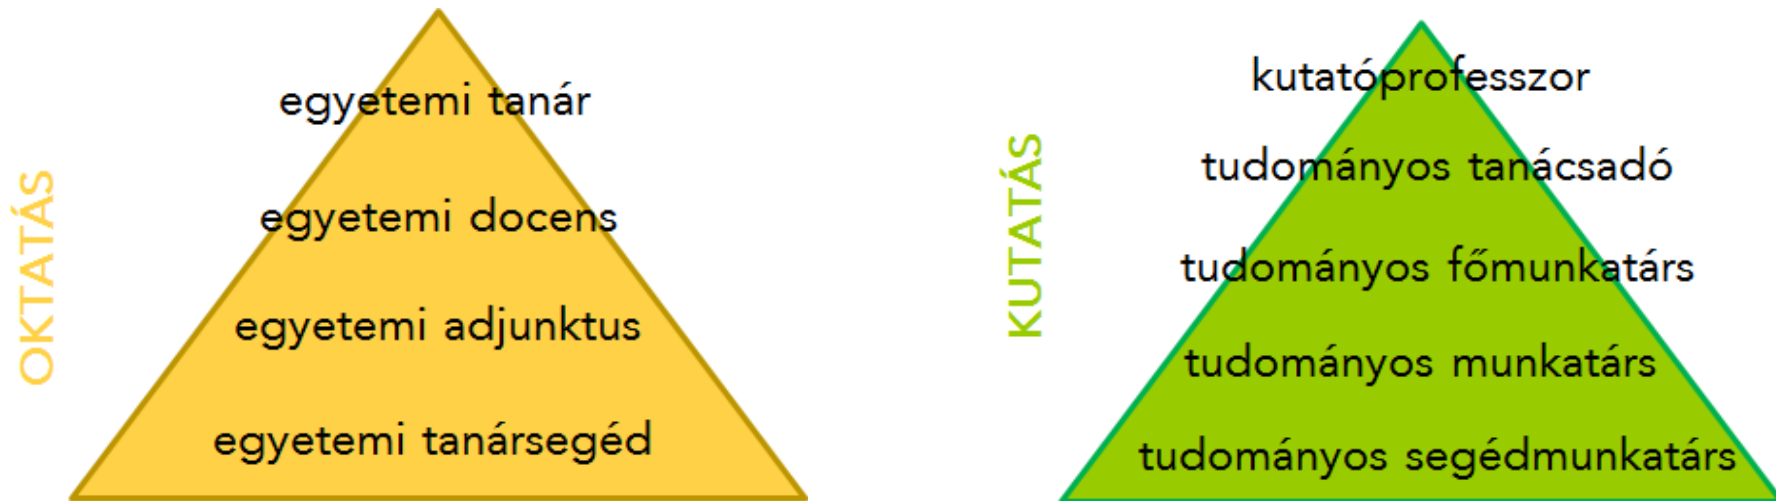 OKTATÁS
egyetemi tanár
egyetemi docens
egyetemi adjunktus
egyetemi tanársegéd
KUTATÁS
kutatóprofesszor
tudományos tanácsadó
tudományos főmunkatárs
tudományos munkatárs
tudományos segédmunkatárs